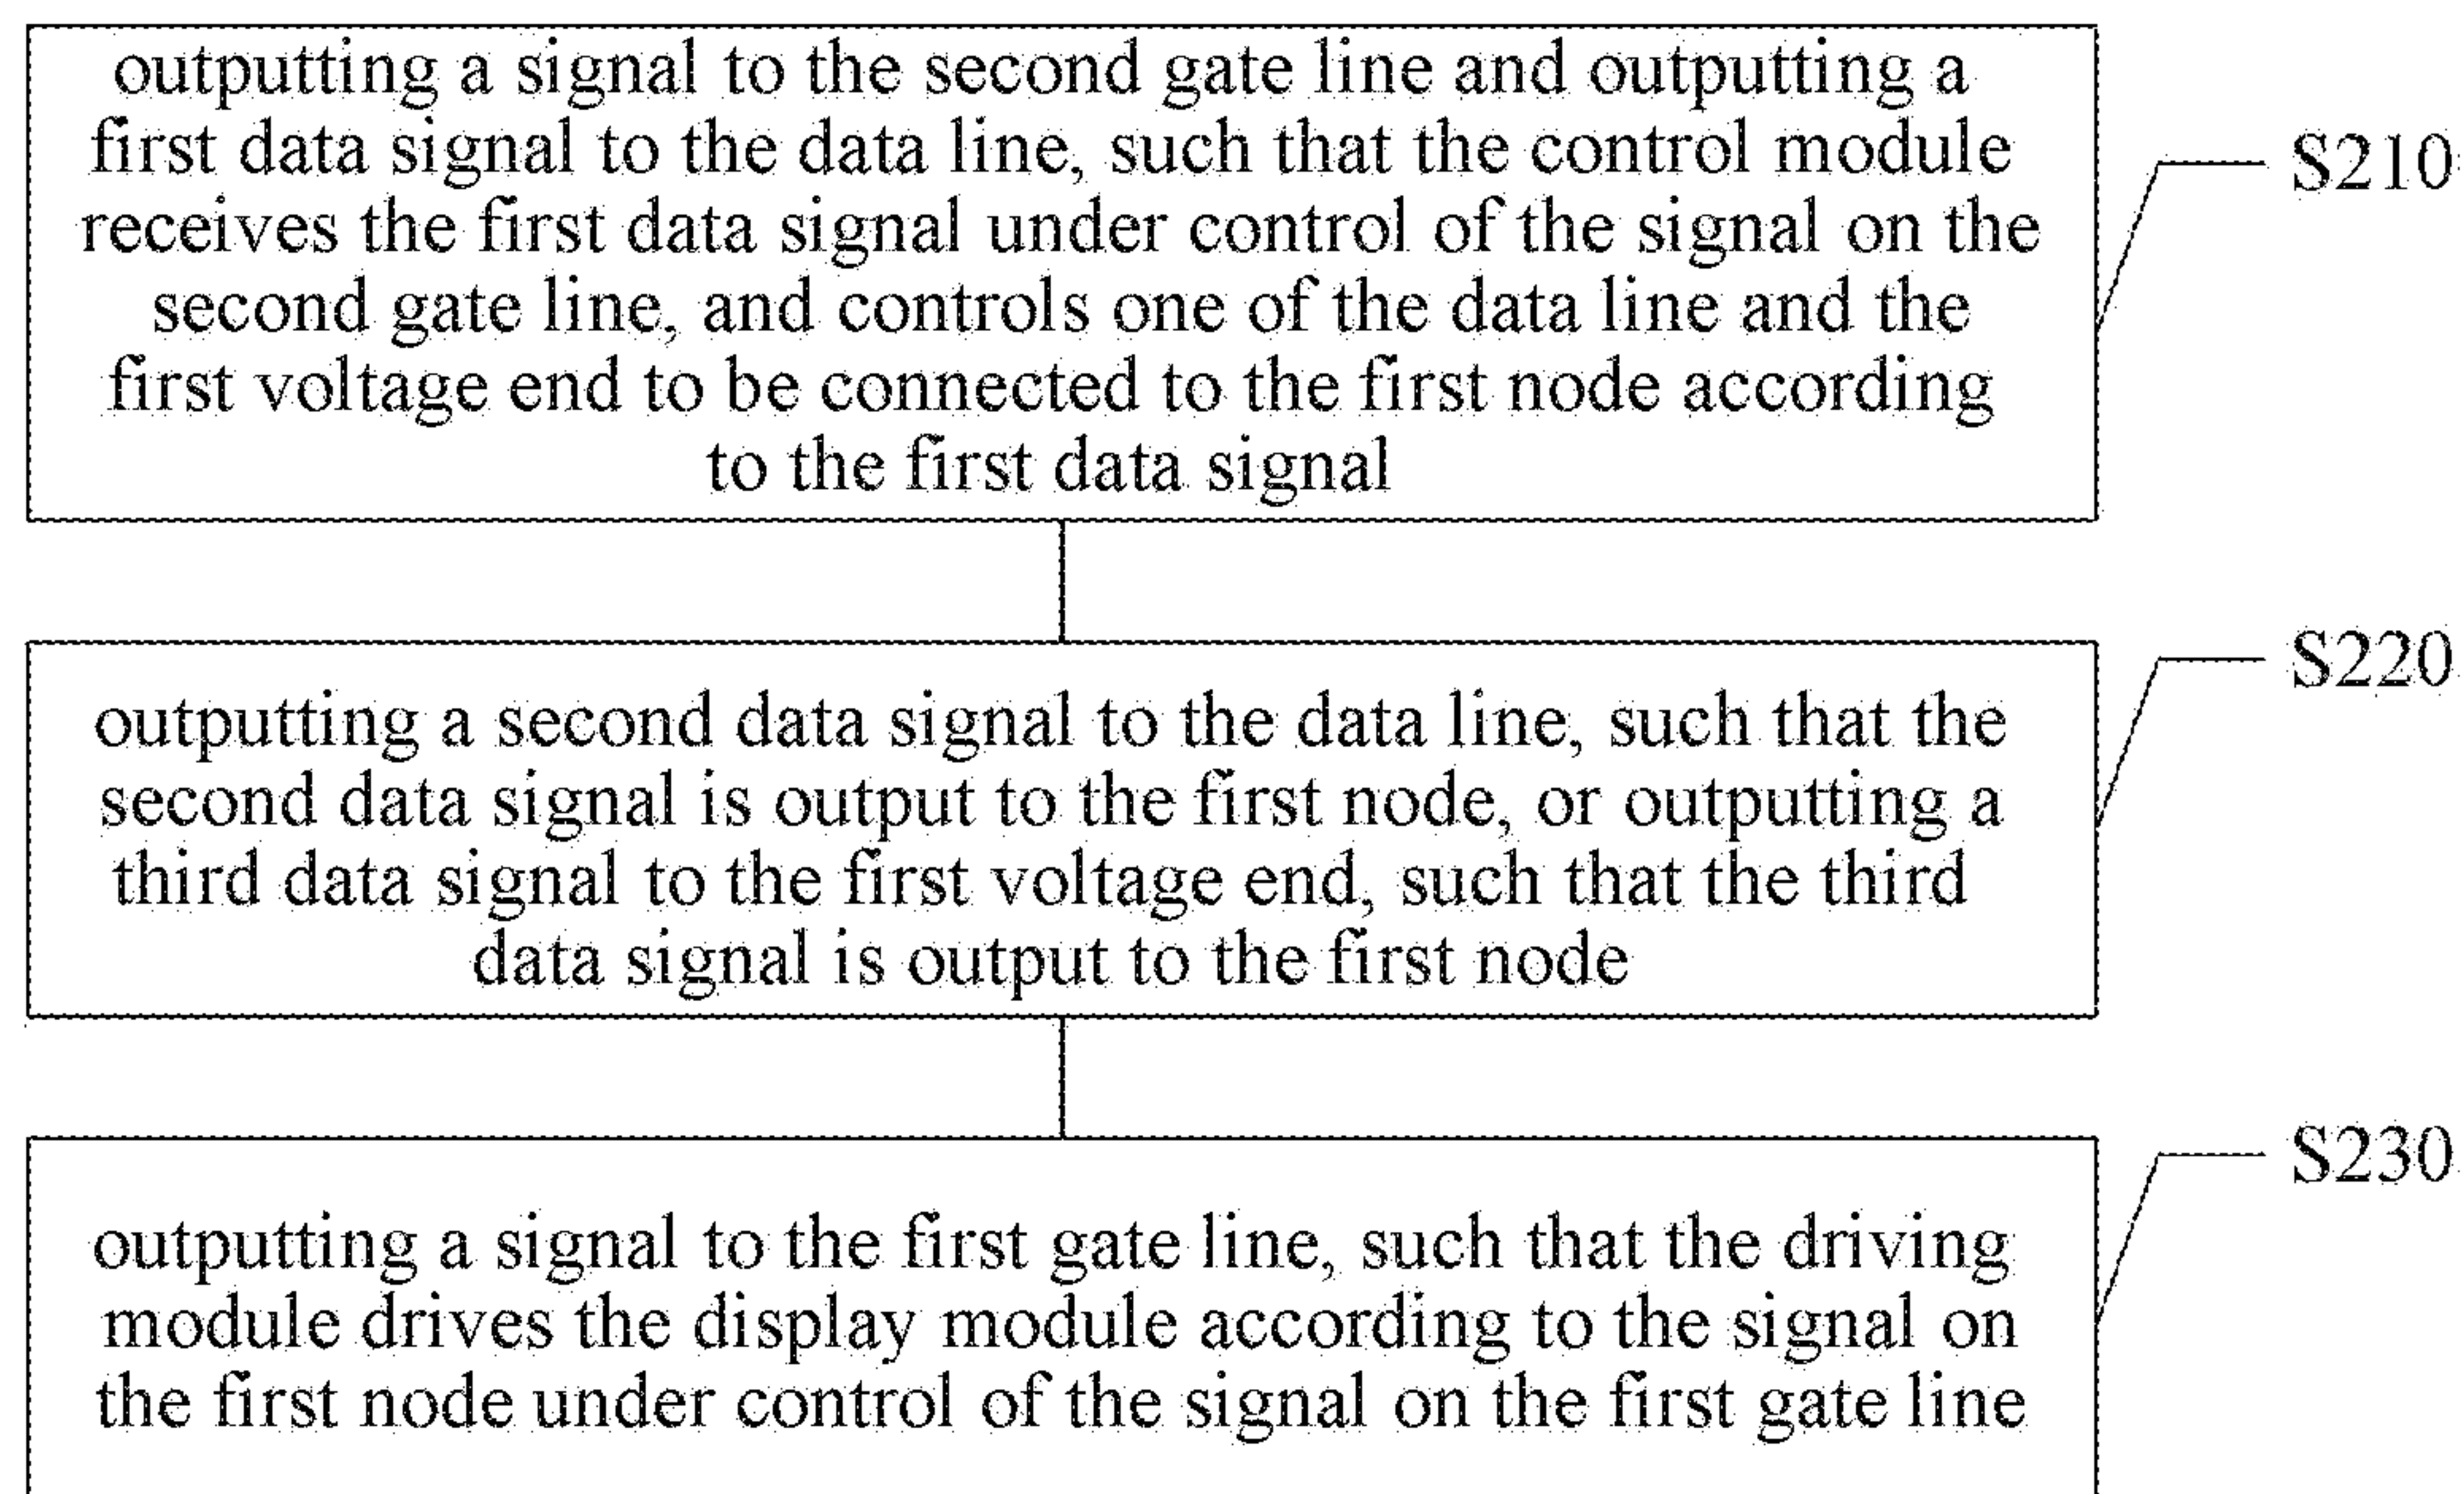 outputting a signal to the second gate line and outputting a
first data signal to the data line, such that the control module
receives the first data signal under control of the signal on the
second gate line, and controls one of the data line and the
first voltage end to be connected to the first node according
to the first data signal
S210
outputting a second data signal to the data line, such that the
second data signal is output to the first node, or outputting a
third data signal to the first voltage end, such that the third
data signal is output to the first node
S220
outputting a signal to the first gate line, such that the driving
module drives the display module according to the signal on
the first node under control of the signal on the first gate line
S230